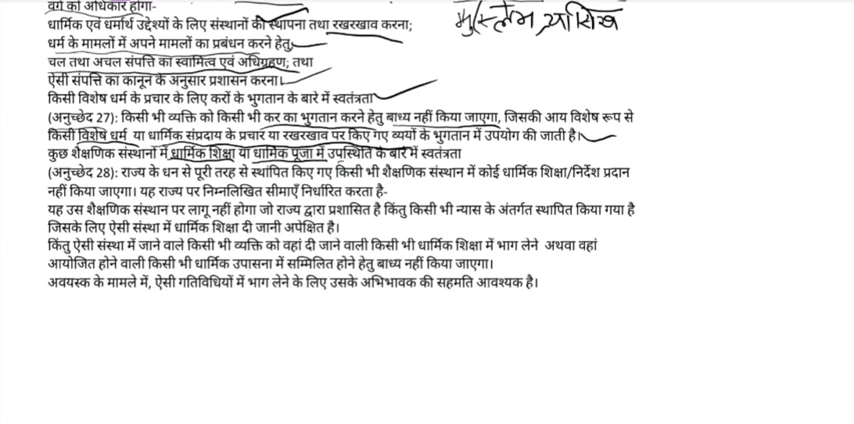 वर्ग को अधिकार होगा-
धार्मिक एवं धर्मार्थ उद्देश्यों के लिए संस्थानों की स्थापना तथा रखरखाव करना;
धर्म के मामलों में अपने मामलों का प्रबंधन करने हेतु
चल तथा अचल संपत्ति का स्वामित्व एवं अधिग्रहण; तथा
ऐसी संपत्ति का कानून के अनुसार प्रशासन करना।
किसी विशेष धर्म के प्रचार के लिए करों के भुगतान के बारे में स्वतंत्रता
(अनुच्छेद 27): किसी भी व्यक्ति को किसी भी कर का भुगतान करने हेतु बाध्य नहीं किया जाएगा, जिसकी आय विशेष रूप से
किसी विशेष धर्म या धार्मिक संप्रदाय के प्रचार या रखरखाव पर किए गए व्ययों के भुगतान में उपयोग की जाती है।
कुछ शैक्षणिक संस्थानों में धार्मिक शिक्षा या धार्मिक पूजा में उपस्थिति के बारे में स्वतंत्रता
(अनुच्छेद 28): राज्य के धन से पूरी तरह से स्थापित किए गए किसी भी शैक्षणिक संस्थान में कोई धार्मिक शिक्षा/निर्देश प्रदान
नहीं किया जाएगा। यह राज्य पर निम्नलिखित सीमाएँ निर्धारित करता है-
यह उस शैक्षणिक संस्थान पर लागू नहीं होगा जो राज्य द्वारा प्रशासित है किंतु किसी भी न्यास के अंतर्गत स्थापित किया गया है
जिसके लिए ऐसी संस्था में धार्मिक शिक्षा दी जानी अपेक्षित है।
किंतु ऐसी संस्था में जाने वाले किसी भी व्यक्ति को वहां दी जाने वाली किसी भी धार्मिक शिक्षा में भाग लेने अथवा वहां
आयोजित होने वाली किसी भी धार्मिक उपासना में सम्मिलित होने हेतु बाध्य नहीं किया जाएगा।
अवयस्क के मामले में, ऐसी गतिविधियों में भाग लेने के लिए उसके अभिभावक की सहमति आवश्यक है।